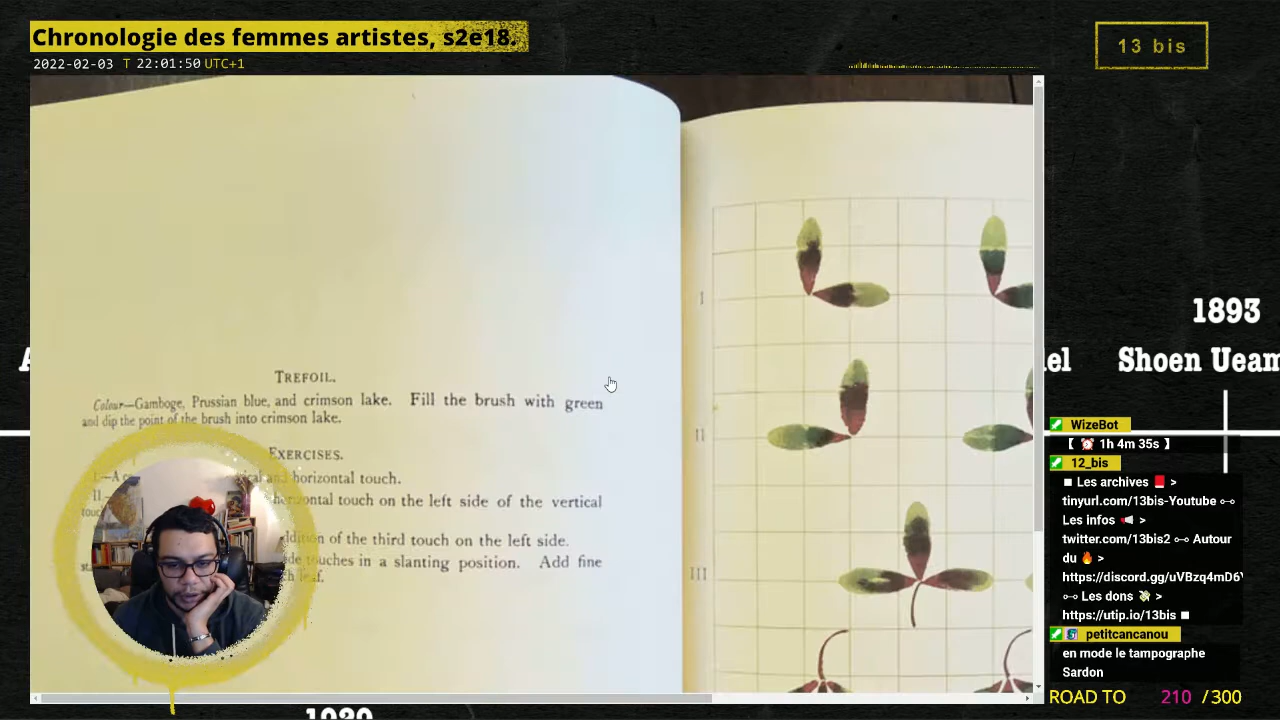 Chronologie des femmes artistes, s2e18.
2022-02-03 T 22:01:50 UTC+1
13 bis
TREFOIL.
Colour—Gamboge, Prussian blue, and crimson lake. Fill the brush with green
and dip the point of the brush into crimson lake.
EXERCISES.
I.—A
and horizontal touch.
II.—
horizontal touch on the left side of the vertical
of the third touch on the left side.
touches in a slanting position. Add fine
leaf.
I
II
III
1893
Shoen
1920
WizeBot
【 ⏰ 1h 4m 35s 】
12_bis
■ Les archives 📕 >
tinyurl.com/13bis-Youtube ⊶
Les infos 📢 >
twitter.com/13bis2 ⊶ Autour
du 🔥 >
https://discord.gg/uVBzq4mD6
⊶ Les dons 💸 >
https://utip.io/13bis ■
petitcancanou
en mode le tampographe
Sardon
ROAD TO 210 / 300